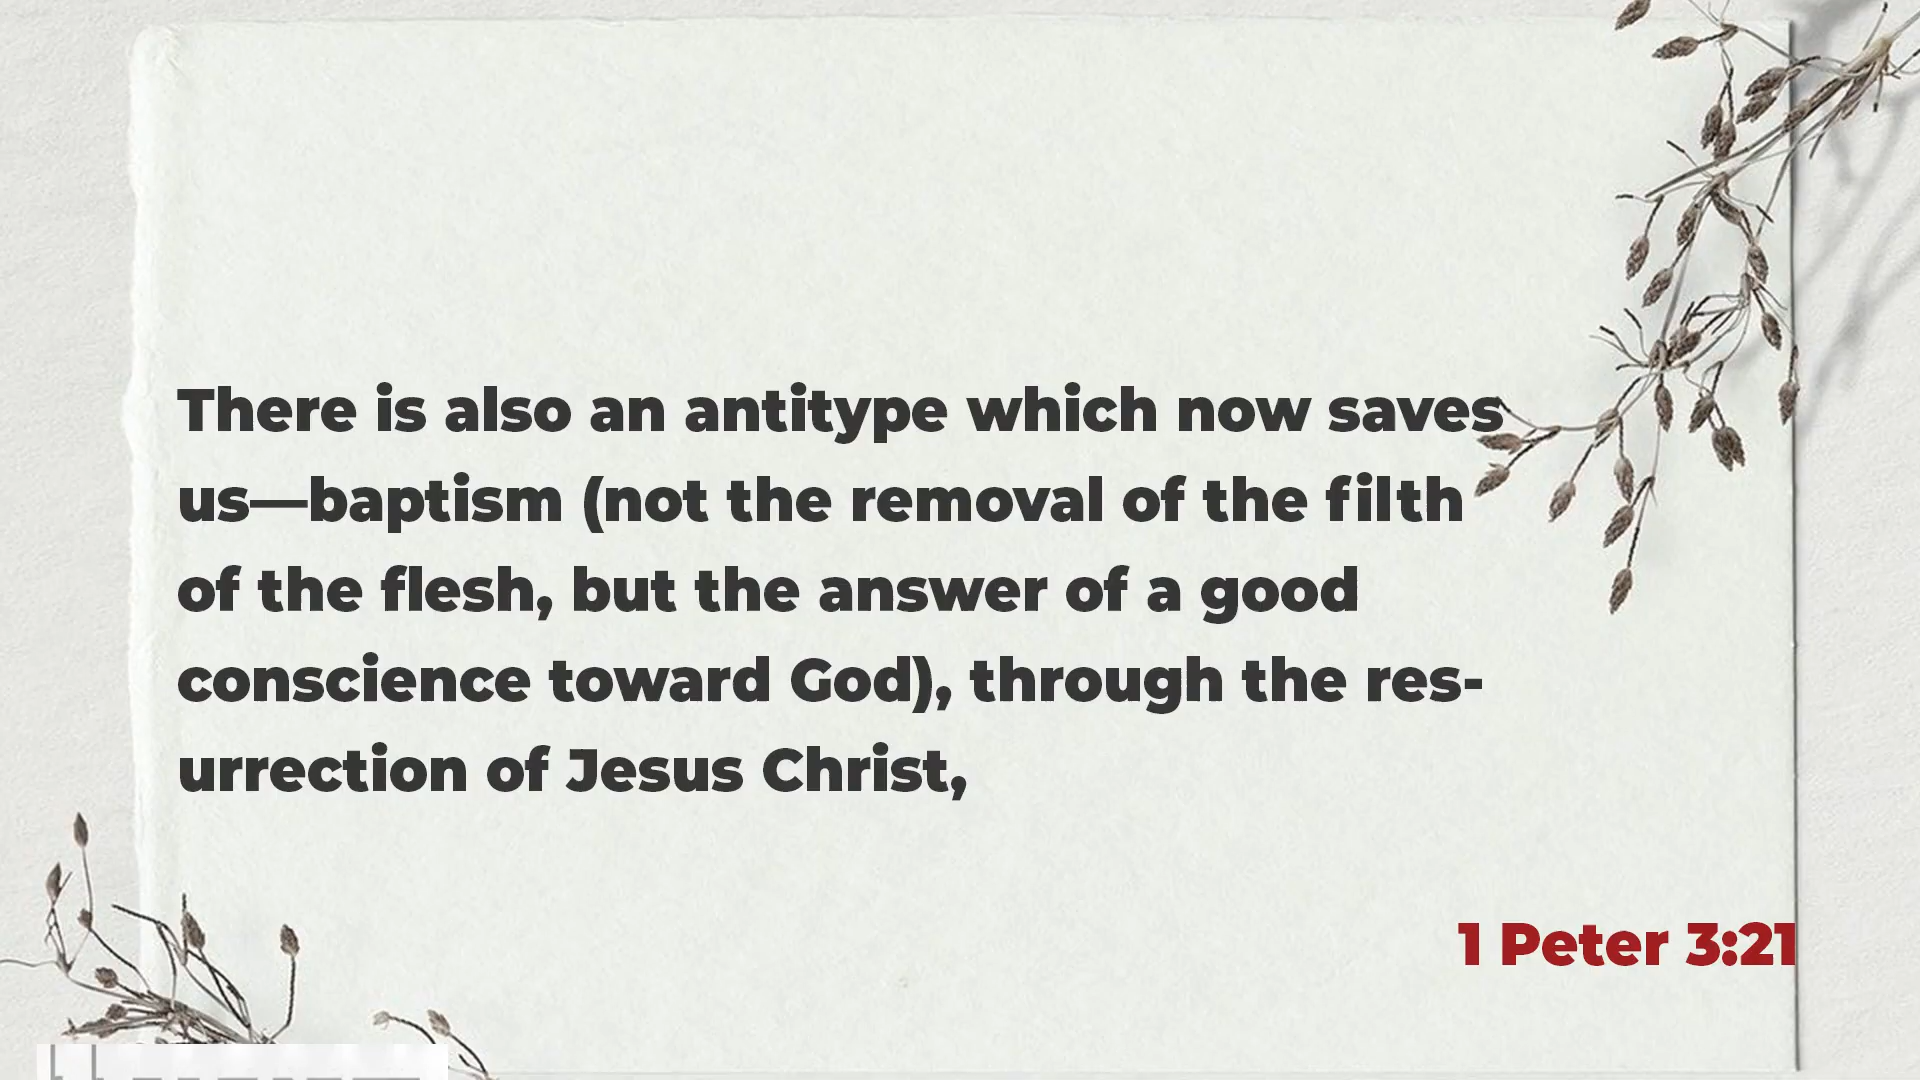 There is also an antitype which now saves
us—baptism (not the removal of the filth
of the flesh, but the answer of a good
conscience toward God), through the res-
urrection of Jesus Christ,
1 Peter 3:21